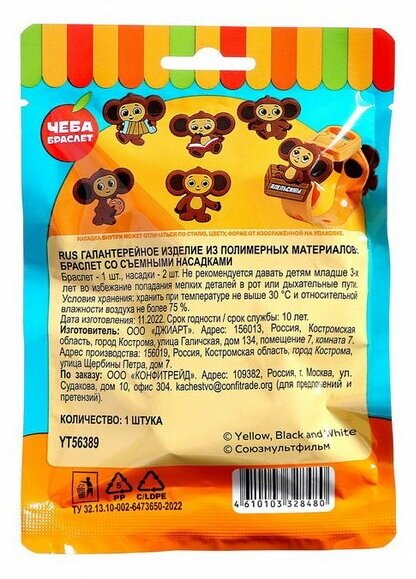 ЧЕБА
БРАСЛЕТ
АПЕЛЬСИНЫ
НАСАДКА ВНУТРИ МОЖЕТ ОТЛИЧАТЬСЯ ПО СТИЛЮ, ЦВЕТУ, ФОРМЕ ОТ ИЗОБРАЖЕННОЙ НА УПАКОВКЕ.
RUS ГАЛАНТЕРЕЙНОЕ ИЗДЕЛИЕ ИЗ ПОЛИМЕРНЫХ МАТЕРИАЛОВ.
БРАСЛЕТ СО СЪЕМНЫМИ НАСАДКАМИ
Браслет - 1 шт., насадки - 2 шт. Не рекомендуется давать детям младше 3-х
лет во избежание попадания мелких деталей в рот или дыхательные пути.
Условия хранения: хранить при температуре не выше 30 °С и относительной
влажности воздуха не более 75 %.
Дата изготовления: 11.2022. Срок годности / срок службы: 10 лет.
Изготовитель: ООО «ДЖИАРТ». Адрес: 156013, Россия, Костромская
область, город Кострома, улица Галичская, дом 134, помещение 7, комната 7.
Адрес производства: 156019, Россия, Костромская область, город Кострома,
улица Щербины Петра, дом 7.
По заказу: ООО «КОНФИТРЕЙД». Адрес: 109382, Россия, г. Москва, ул.
Судакова, дом 10, офис 304. kachestvo@confitrade.org (для предложений и
претензий).
КОЛИЧЕСТВО: 1 ШТУКА
YT56389
© Yellow, Black and White
© Союзмультфильм
PP
C/LDPE
ТУ 32.13.10-002-6473650-2022
4 610103 328480